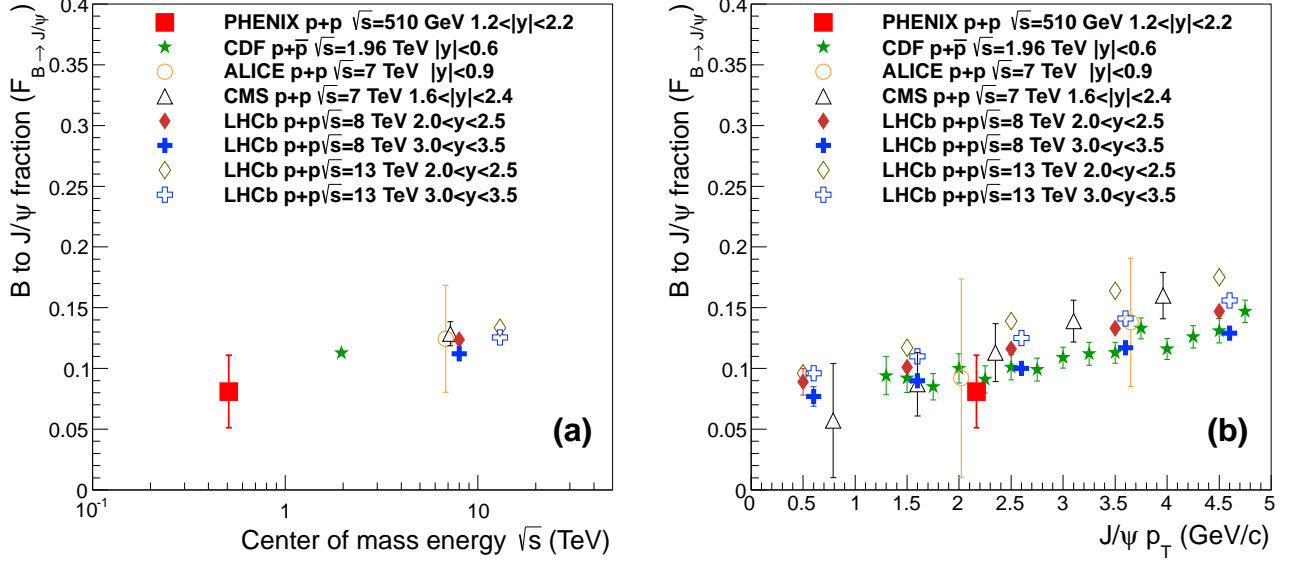 B to J/ψ fraction (F_{B→ J/ψ})
0.4
0.3
0.2
0.15
0.1
0.05
0
PHENIX p+p √s=510 GeV 1.2<|y|<2.2
CDF p+p̅ √s=1.96 TeV |y|<0.6
ALICE p+p √s=7 TeV |y|<0.9
CMS p+p √s=7 TeV 1.6<|y|<2.4
LHCb p+p√s=8 TeV 2.0<y<2.5
LHCb p+p√s=8 TeV 3.0<y<3.5
LHCb p+p√s=13 TeV 2.0<y<2.5
LHCb p+p√s=13 TeV 3.0<y<3.5
(a)
10⁻¹ 1 10
Center of mass energy √s (TeV)
B to J/ψ fraction (F_{B→ J/ψ})
0.4
0.3
0.2
0.15
0.1
0.05
0
PHENIX p+p √s=510 GeV 1.2<|y|<2.2
CDF p+p̅ √s=1.96 TeV |y|<0.6
ALICE p+p √s=7 TeV |y|<0.9
CMS p+p √s=7 TeV 1.6<|y|<2.4
LHCb p+p√s=8 TeV 2.0<y<2.5
LHCb p+p√s=8 TeV 3.0<y<3.5
LHCb p+p√s=13 TeV 2.0<y<2.5
LHCb p+p√s=13 TeV 3.0<y<3.5
(b)
0 0.5 1 1.5 2 2.5 3 3.5 4 4.5 5
J/ψ p_T (GeV/c)